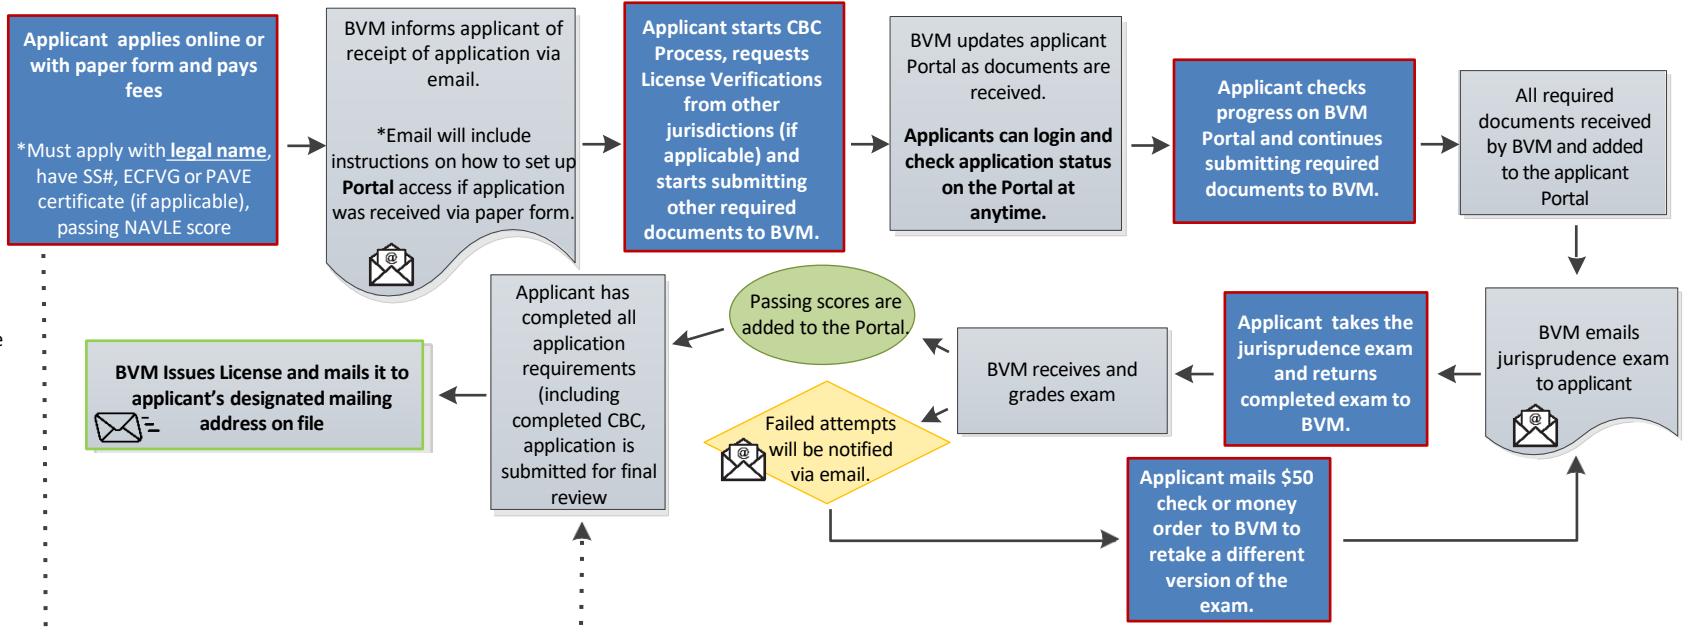 Applicant  applies online or
with paper form and pays
fees
*Must apply with legal name,
have SS#, ECFVG or PAVE
certificate (if applicable),
passing NAVLE score
BVM informs applicant of
receipt of application via
email.
*Email will include
instructions on how to set up
Portal access if application
was received via paper form.
@
Applicant starts CBC
Process, requests
License Verifications
from other
jurisdictions (if
applicable) and
starts submitting
other required
documents to BVM.
BVM updates applicant
Portal as documents are
received.
Applicants can login and
check application status
on the Portal at
anytime.
Applicant checks
progress on BVM
Portal and continues
submitting required
documents to BVM.
All required
documents received
by BVM and added
to the applicant
Portal
BVM emails
jurisprudence exam
to applicant
@
Applicant  takes the
jurisprudence exam
and returns
completed exam to
BVM.
BVM receives and
grades exam
Passing scores are
added to the Portal.
Failed attempts
will be notified
via email.
@
Applicant mails $50
check or money
order  to BVM to
retake a different
version of the
exam.
Applicant has
completed all
application
requirements
(including
completed CBC,
application is
submitted for final
review
BVM Issues License and mails it to
applicant's designated mailing
address on file
e